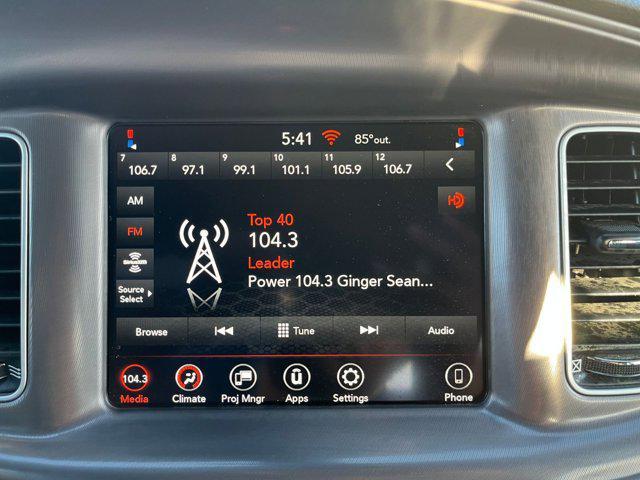 5:41 85°out.
7 8 9 10 11 12
106.7 97.1 99.1 101.1 105.9 106.7
AM
HD
Top 40
104.3
FM
Leader
SiriusXM
Power 104.3 Ginger Sean...
Source
Select
Browse Tune Audio
104.3
Media Climate Proj Mngr Apps Settings Phone